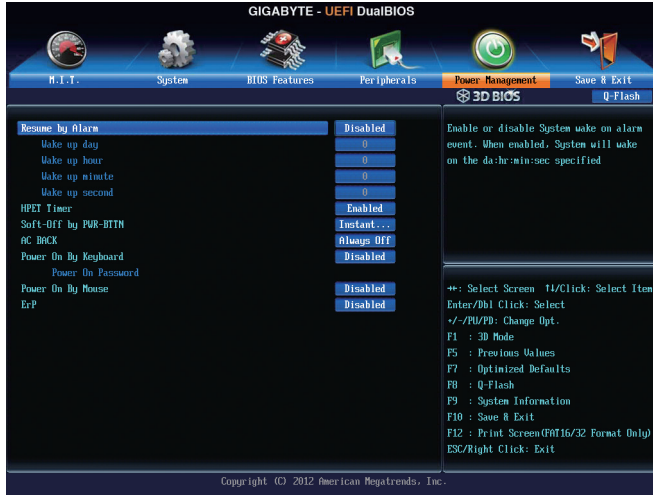 GIGABYTE - UEFI DualBIOS
M.I.T.
System
BIOS Features
Peripherals
Power Management
Save & Exit
3D BIOS
Q-Flash
Resume by Alarm Disabled
Wake up day 0
Wake up hour 0
Wake up minute 0
Wake up second 0
HPET Timer Enabled
Soft-Off by PWR-BTTN Instant...
AC BACK Always Off
Power On By Keyboard Disabled
Power On Password
Power On By Mouse Disabled
ErP Disabled
Enable or disable System wake on alarm
event. When enabled, System will wake
on the da:hr:min:sec specified
→←: Select Screen ↑↓/Click: Select Item
Enter/Dbl Click: Select
+/-/PU/PD: Change Opt.
F1 : 3D Mode
F5 : Previous Values
F7 : Optimized Defaults
F8 : Q-Flash
F9 : System Information
F10 : Save & Exit
F12 : Print Screen(FAT16/32 Format Only)
ESC/Right Click: Exit
Copyright (C) 2012 American Megatrends, Inc.